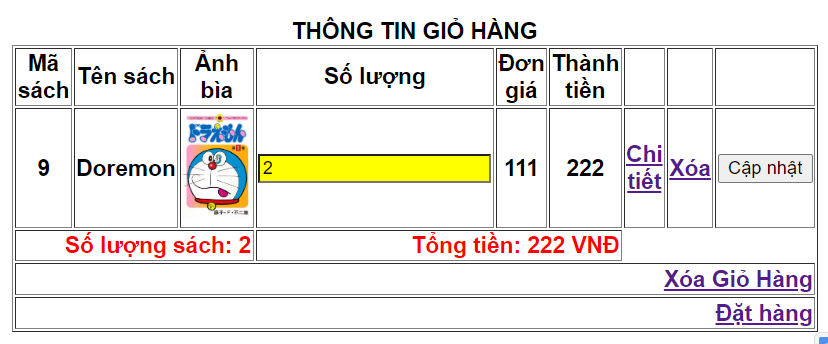 THÔNG TIN GIỎ HÀNG
Mã sách Tên sách Ảnh bìa Số lượng Đơn giá Thành tiền
ドラえもん
9 Doremon 2 111 222 Chi tiết Xóa Cập nhật
Số lượng sách: 2 Tổng tiền: 222 VNĐ
Xóa Giỏ Hàng
Đặt hàng